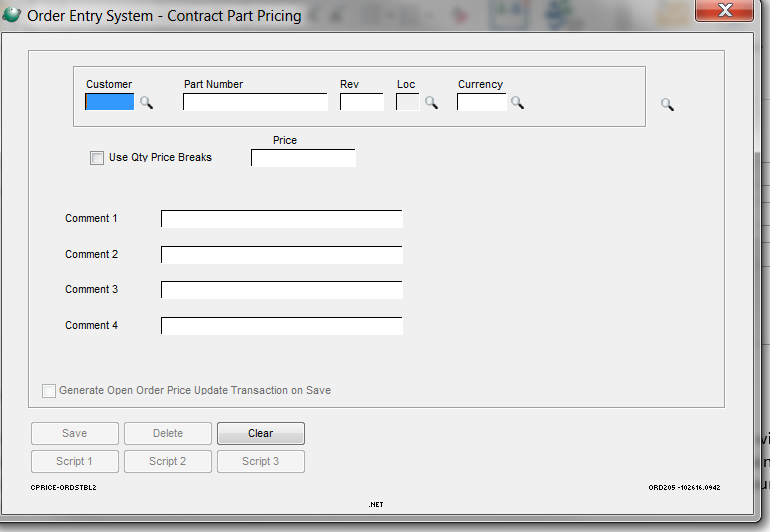 Order Entry System - Contract Part Pricing
Customer Part Number Rev Loc Currency
Price
Use Qty Price Breaks
Comment 1
Comment 2
Comment 3
Comment 4
Generate Open Order Price Update Transaction on Save
Save Delete Clear
Script 1 Script 2 Script 3
CPRICE-ORDSTBL2 ORD205 -102616.0942
.NET